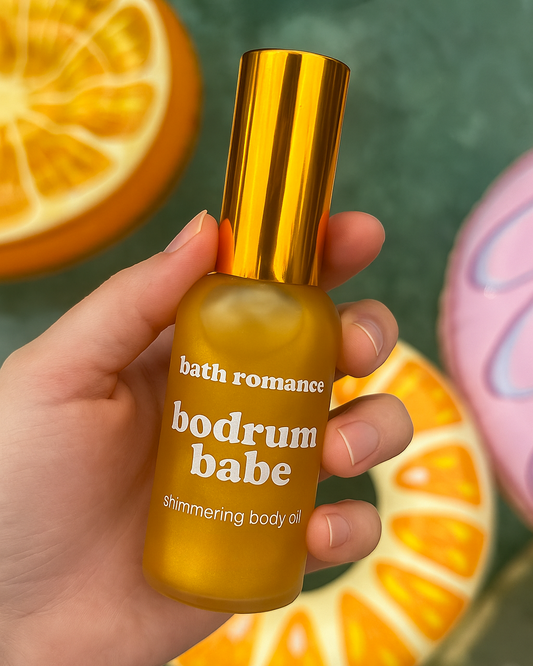 bath romance
bodrum
babe
shimmering body oil